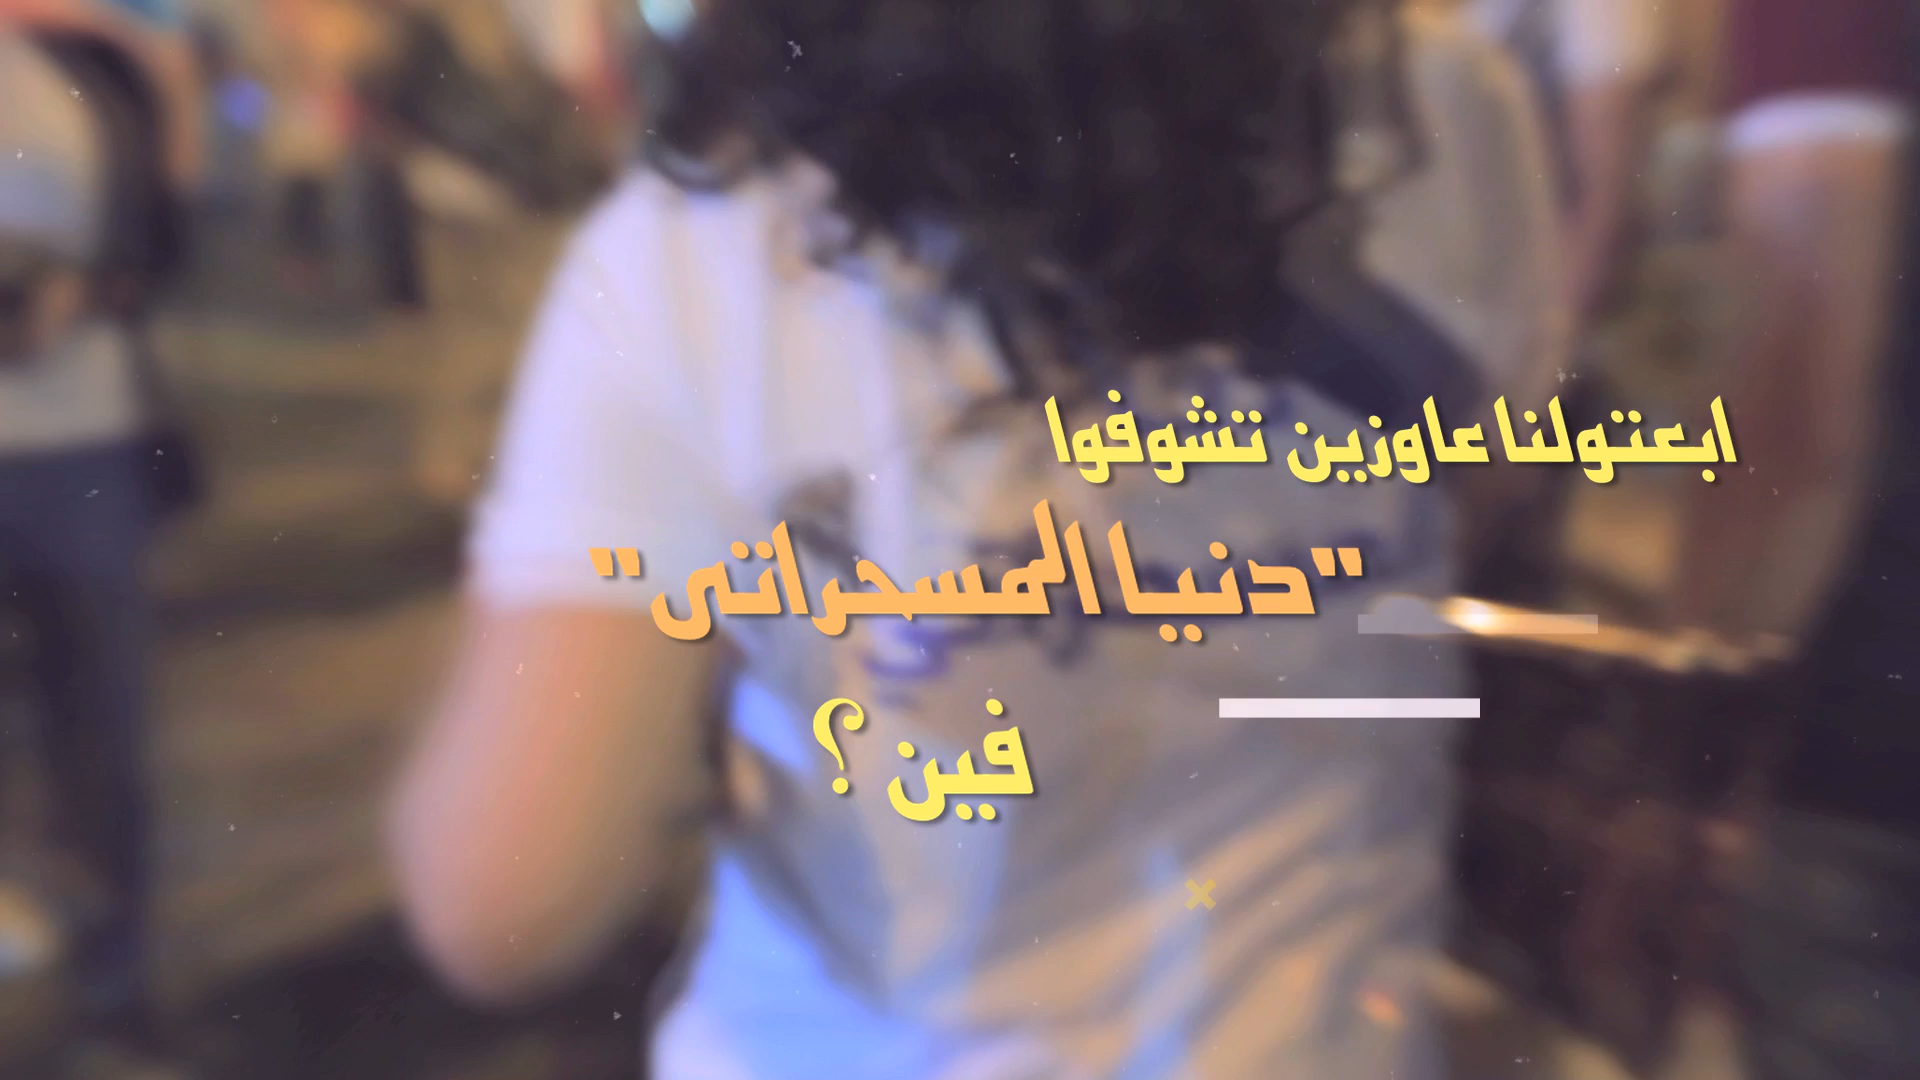 ابعتولنا عاوزين تشوفوا
"دنيا المسحراتى"
فين ؟